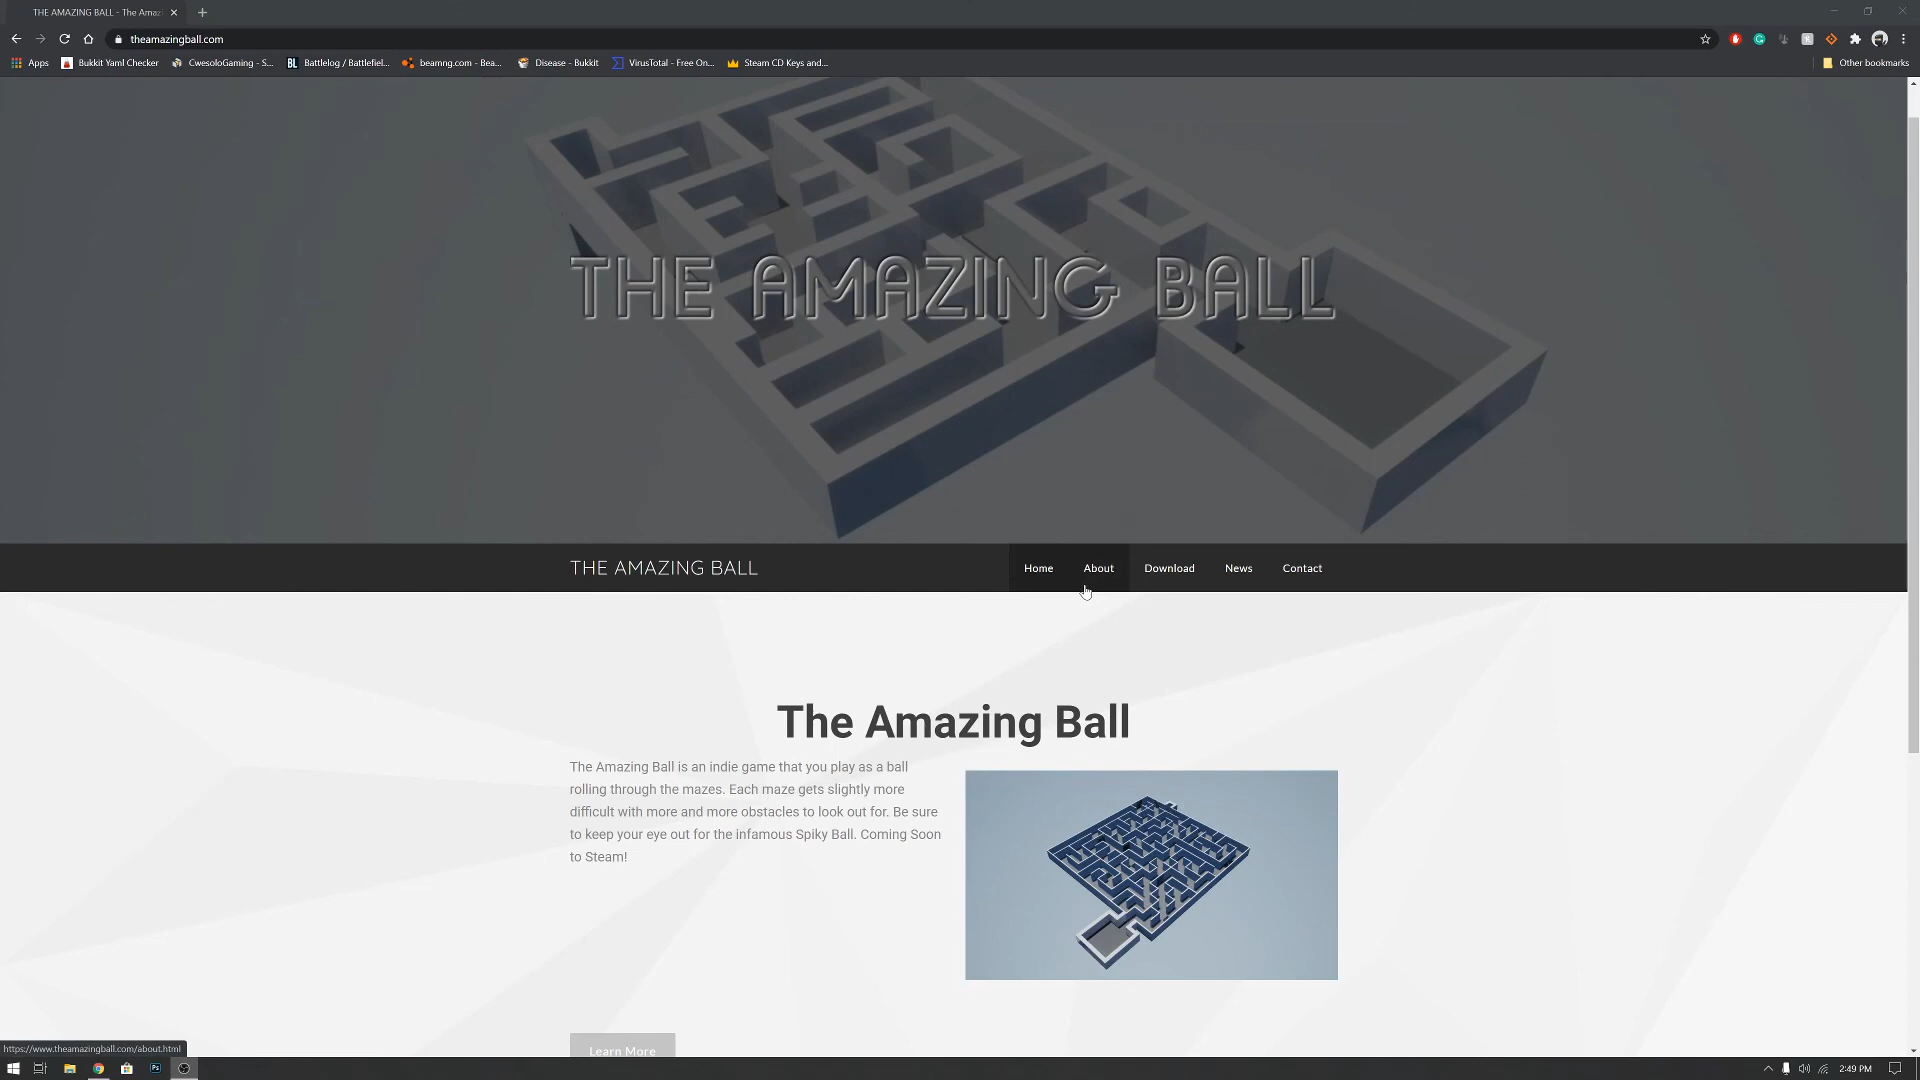 THE AMAZING BALL - The Amaz
theamazingball.com
Apps
Bukkit Yaml Checker
CwesoloGaming - S...
BL
Battlelog / Battlefiel...
beamng.com - Bea...
Disease - Bukkit
VirusTotal - Free On...
Steam CD Keys and...
Other bookmarks
THE AMAZING BALL
THE AMAZING BALL
Home
About
Download
News
Contact
The Amazing Ball
The Amazing Ball is an indie game that you play as a ball
rolling through the mazes. Each maze gets slightly more
difficult with more and more obstacles to look out for. Be sure
to keep your eye out for the infamous Spiky Ball. Coming Soon
to Steam!
Learn More
https://www.theamazingball.com/about.html
Ps
2:49 PM